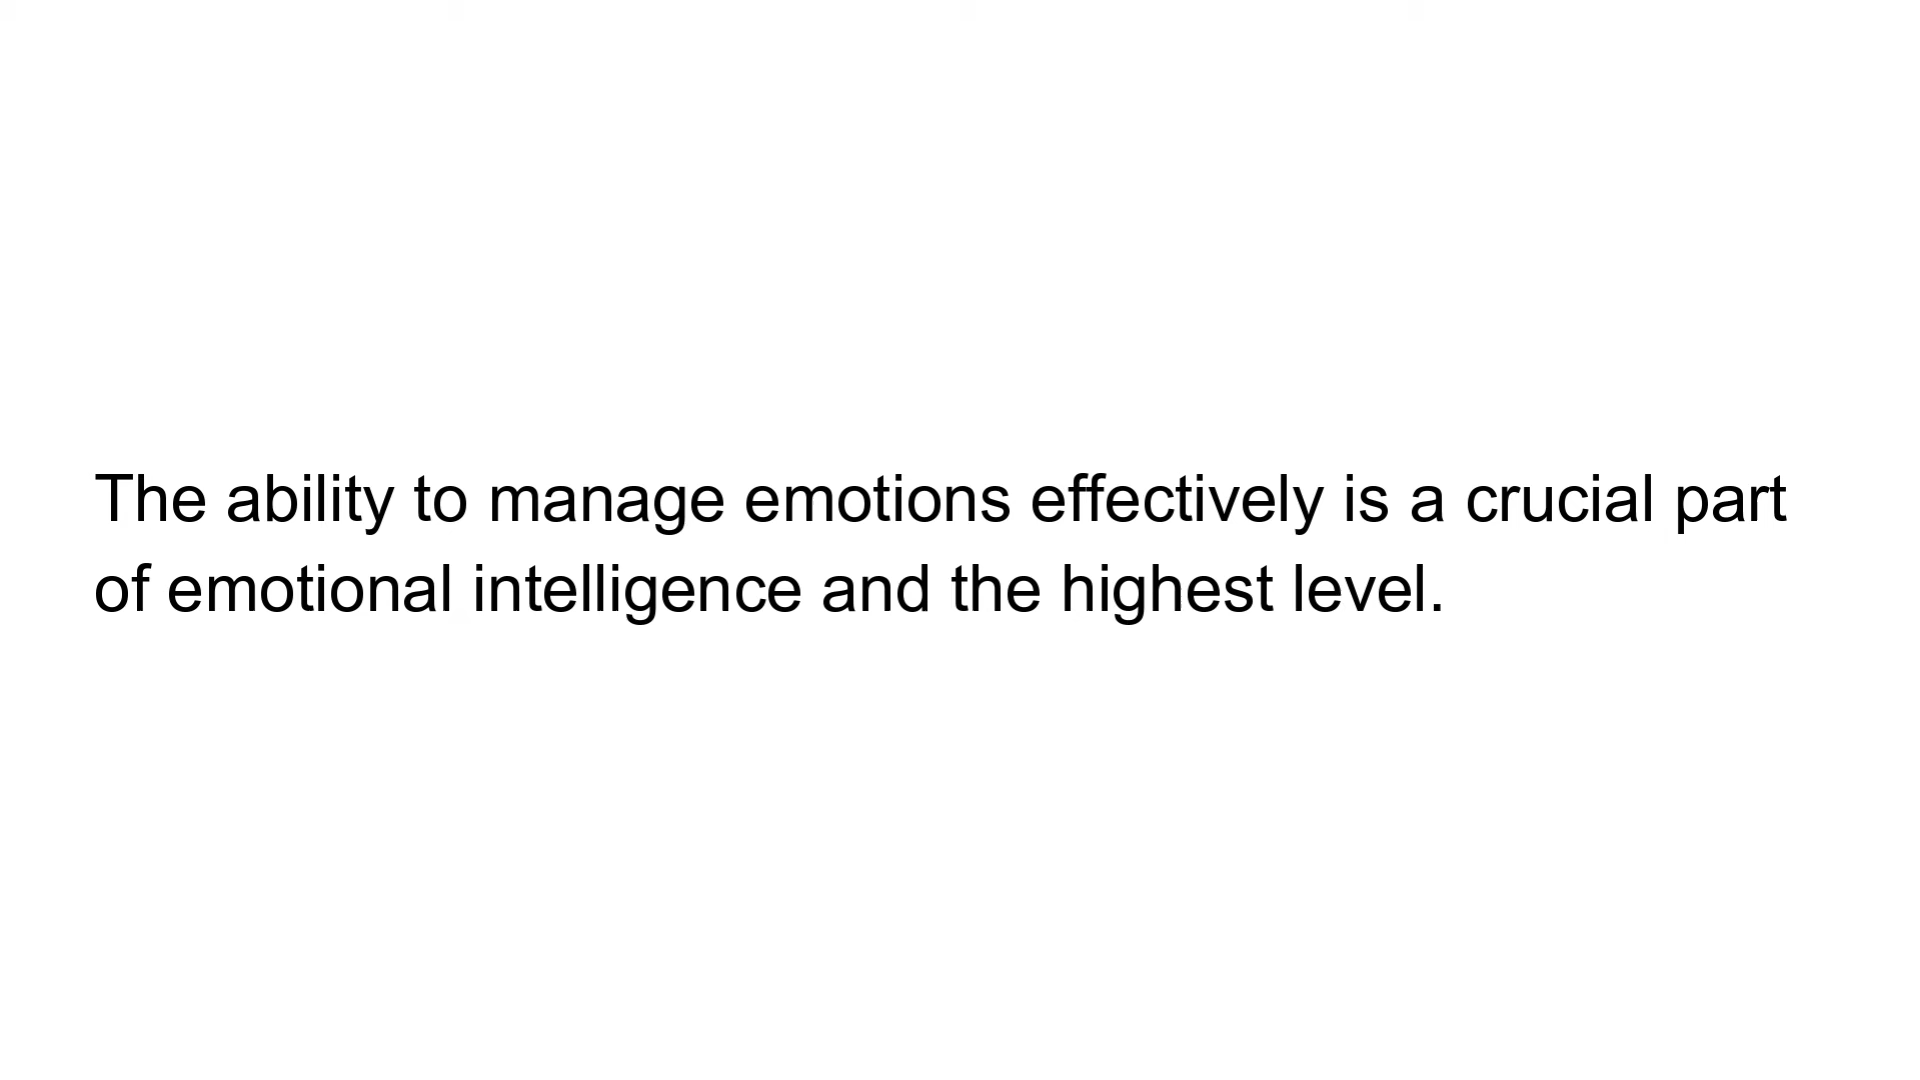 The ability to manage emotions effectively is a crucial part
of emotional intelligence and the highest level.